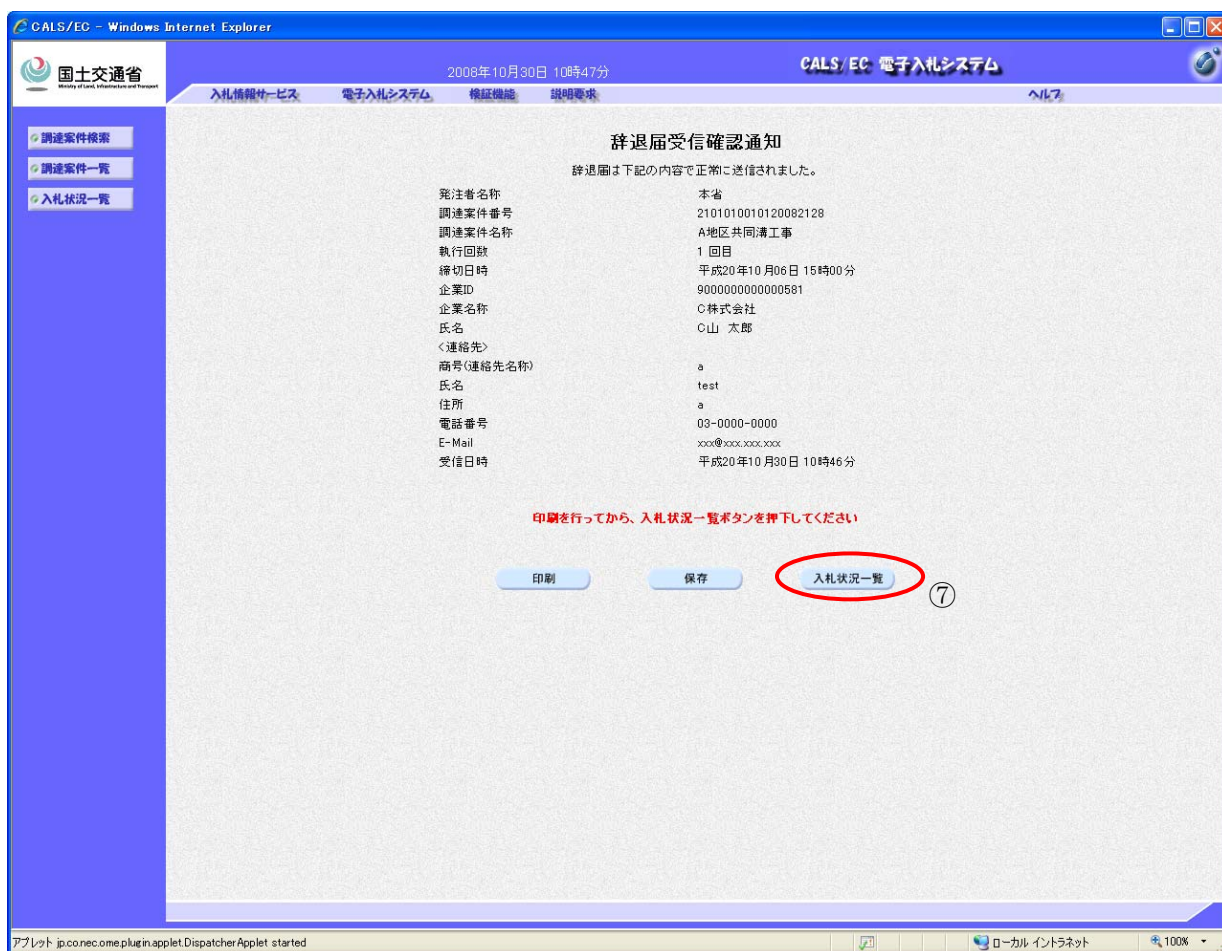 CALS/EC - Windows Internet Explorer
国土交通省
Ministry of Land, Infrastructure and Transport
2008年10月30日 10時47分
CALS/EC 電子入札システム
入札情報サービス 電子入札システム 検証機能 説明要求 ヘルプ
調達案件検索
調達案件一覧
入札状況一覧
辞退届受信確認通知
辞退届は下記の内容で正常に送信されました。
発注者名称 本省
調達案件番号 2101010010120082128
調達案件名称 A地区共同溝工事
執行回数 1 回目
締切日時 平成20年10月06日 15時00分
企業ID 9000000000000581
企業名称 C株式会社
氏名 C山 太郎
<連絡先>
商号(連絡先名称) a
氏名 test
住所 a
電話番号 03-0000-0000
E-Mail xxx@xxx.xxx.xxx
受信日時 平成20年10月30日 10時46分
印刷を行ってから、入札状況一覧ボタンを押下してください
印刷 保存 入札状況一覧
⑦
アプレット jp.co.nec.ome.plugin.applet.DispatcherApplet started
ローカル イントラネット 100%